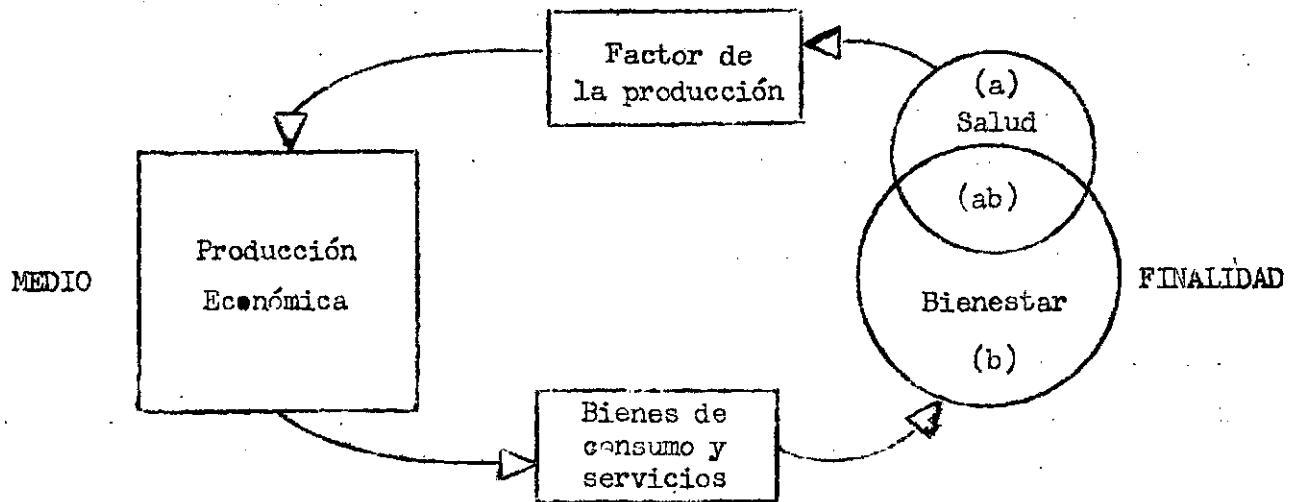 Factor de
la producción
(a)
Salud
(ab)
Producción
Económica
MEDIO
FINALIDAD
Bienestar
(b)
Bienes de
consumo y
servicios